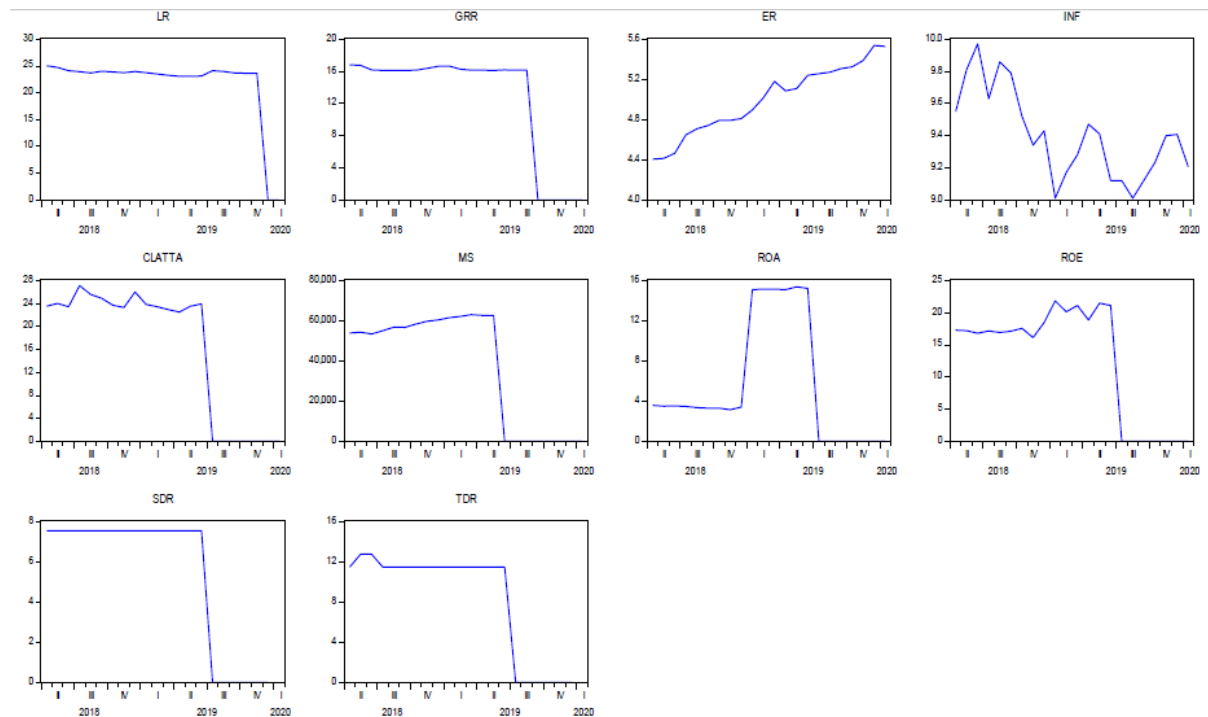 LR
30
25
20
15
10
5
0
II III IV I II III IV I
2018 2019 2020
GRR
20
16
12
8
4
0
II III IV I II III IV I
2018 2019 2020
ER
5.6
5.2
4.8
4.4
4.0
II III IV I II III IV I
2018 2019 2020
INF
10.0
9.8
9.6
9.4
9.2
9.0
II III IV I II III IV I
2018 2019 2020
CLATTA
28
24
20
16
12
8
4
0
II III IV I II III IV I
2018 2019 2020
MS
80,000
60,000
40,000
20,000
0
II III IV I II III IV I
2018 2019 2020
ROA
16
12
8
4
0
II III IV I II III IV I
2018 2019 2020
ROE
25
20
15
10
5
0
II III IV I II III IV I
2018 2019 2020
SDR
8
6
4
2
0
II III IV I II III IV I
2018 2019 2020
TDR
16
12
8
4
0
II III IV I II III IV I
2018 2019 2020